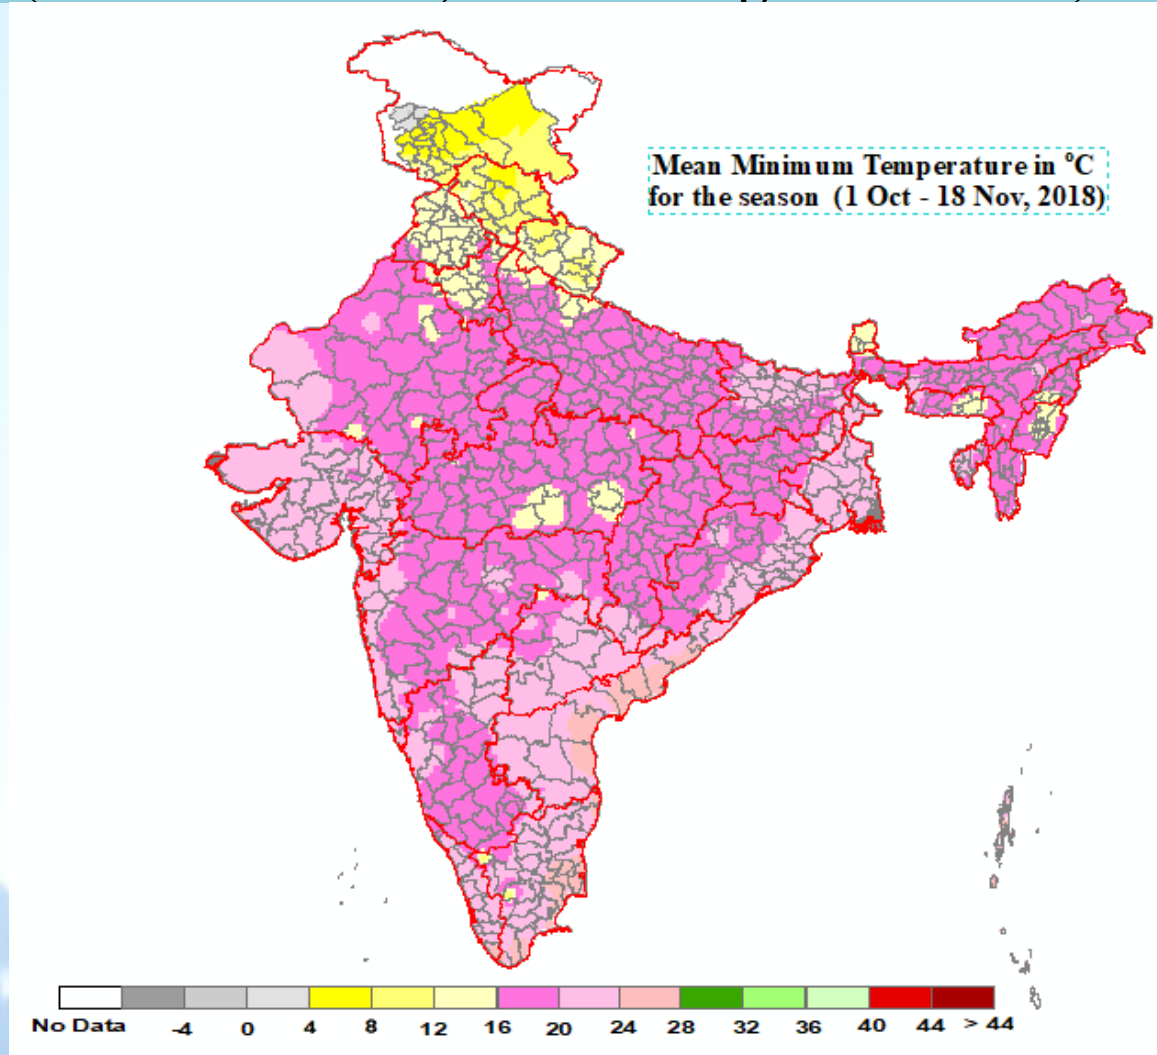 Mean Minimum Temperature in °C
for the season (1 Oct - 18 Nov, 2018)
No Data -4 0 4 8 12 16 20 24 28 32 36 40 44 > 44